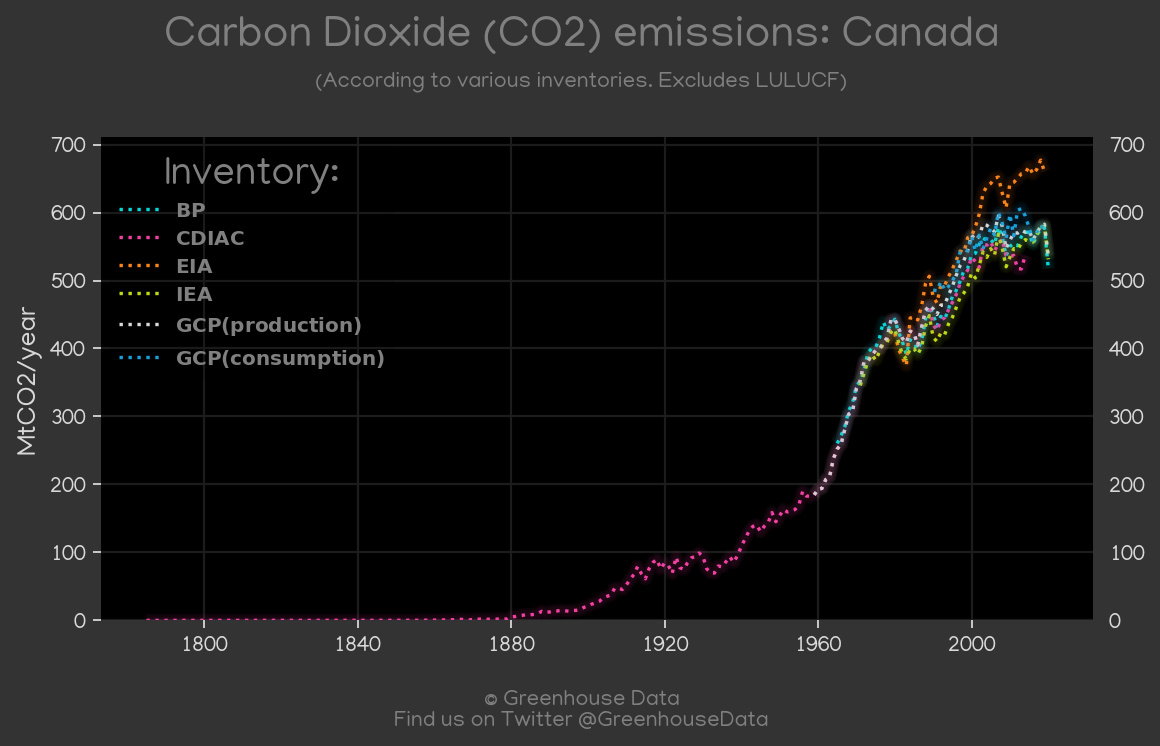 Carbon Dioxide (CO2) emissions: Canada
(According to various inventories. Excludes LULUCF)
Inventory:
BP
CDIAC
EIA
IEA
GCP(production)
GCP(consumption)
MtCO2/year
700
600
500
400
300
200
100
0
700
600
500
400
300
200
100
0
1800 1840 1880 1920 1960 2000
© Greenhouse Data
Find us on Twitter @GreenhouseData